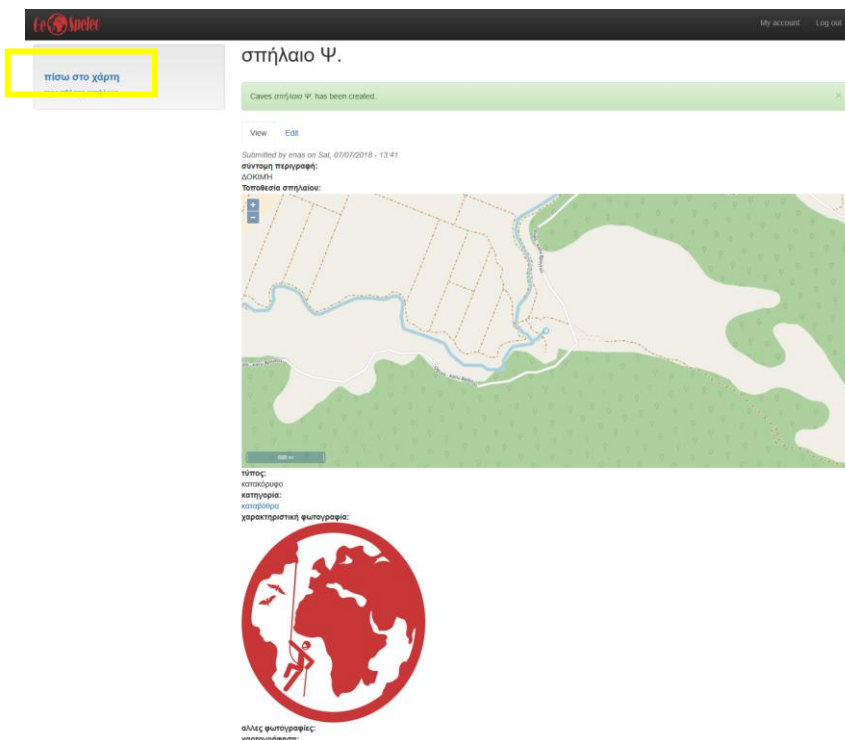 GeoSpeleo
My account Log out
πίσω στο χάρτη
σπήλαιο Ψ.
Caves σπήλαιο Ψ. has been created. ×
View Edit
Submitted by enas on Sat, 07/07/2018 - 13:41
σύντομη περιγραφή:
ΔΟΚΙΜΉ
Τοποθεσία σπηλαίου:
+
−
τύπος:
κατακόρυφο
κατηγορία:
καταβόθρα
χαρακτηριστική φωτογραφία:
αλλες φωτογραφίες:
χαρτογράφηση: